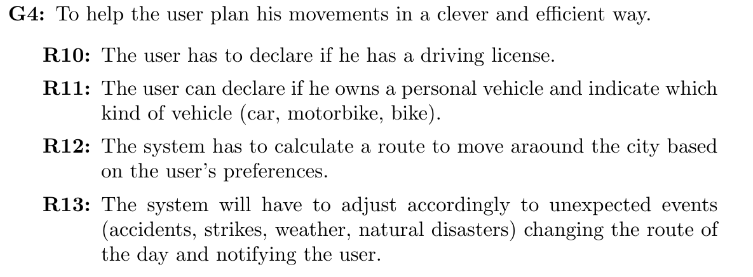 G4: To help the user plan his movements in a clever and efficient way.
R10: The user has to declare if he has a driving license.
R11: The user can declare if he owns a personal vehicle and indicate which
kind of vehicle (car, motorbike, bike).
R12: The system has to calculate a route to move araound the city based
on the user's preferences.
R13: The system will have to adjust accordingly to unexpected events
(accidents, strikes, weather, natural disasters) changing the route of
the day and notifying the user.